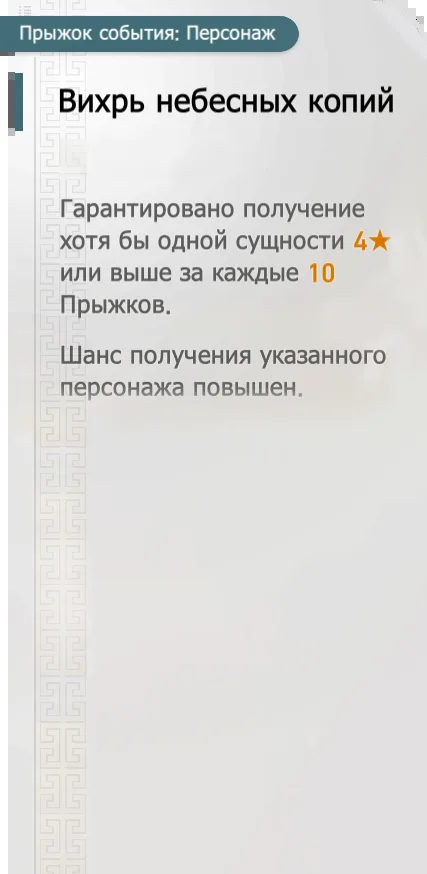 Прыжок события: Персонаж
Вихрь небесных копий
Гарантировано получение
хотя бы одной сущности 4★
или выше за каждые 10
Прыжков.
Шанс получения указанного
персонажа повышен.